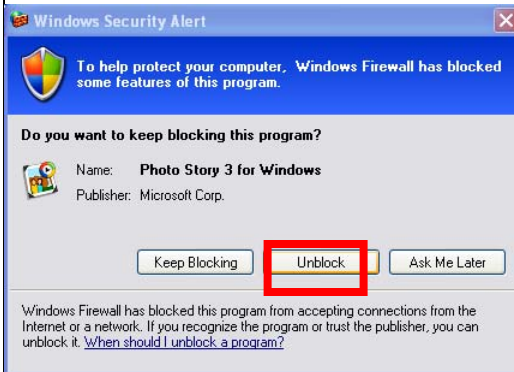 Windows Security Alert
To help protect your computer, Windows Firewall has blocked
some features of this program.
Do you want to keep blocking this program?
Name: Photo Story 3 for Windows
Publisher: Microsoft Corp.
Keep Blocking Unblock Ask Me Later
Windows Firewall has blocked this program from accepting connections from the
Internet or a network. If you recognize the program or trust the publisher, you can
unblock it. When should I unblock a program?